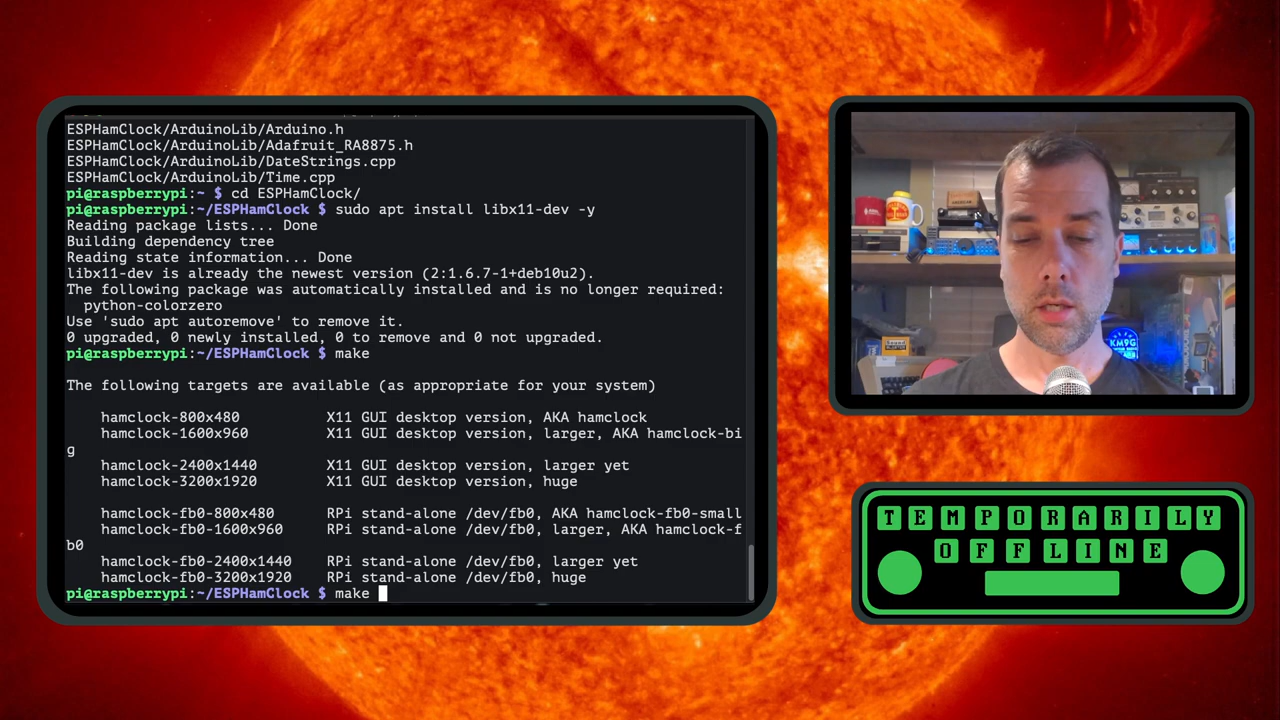 ESPHamClock/ArduinoLib/Arduino.h
ESPHamClock/ArduinoLib/Adafruit_RA8875.h
ESPHamClock/ArduinoLib/DateStrings.cpp
ESPHamClock/ArduinoLib/Time.cpp
pi@raspberrypi:~ $ cd ESPHamClock/
pi@raspberrypi:~/ESPHamClock $ sudo apt install libx11-dev -y
Reading package lists... Done
Building dependency tree
Reading state information... Done
libx11-dev is already the newest version (2:1.6.7-1+deb10u2).
The following package was automatically installed and is no longer required:
  python-colorzero
Use 'sudo apt autoremove' to remove it.
0 upgraded, 0 newly installed, 0 to remove and 0 not upgraded.
pi@raspberrypi:~/ESPHamClock $ make
The following targets are available (as appropriate for your system)
    hamclock-800x480          X11 GUI desktop version, AKA hamclock
    hamclock-1600x960         X11 GUI desktop version, larger, AKA hamclock-bi
g
    hamclock-2400x1440        X11 GUI desktop version, larger yet
    hamclock-3200x1920        X11 GUI desktop version, huge
    hamclock-fb0-800x480      RPi stand-alone /dev/fb0, AKA hamclock-fb0-small
    hamclock-fb0-1600x960     RPi stand-alone /dev/fb0, larger, AKA hamclock-f
b0
    hamclock-fb0-2400x1440    RPi stand-alone /dev/fb0, larger yet
    hamclock-fb0-3200x1920    RPi stand-alone /dev/fb0, huge
pi@raspberrypi:~/ESPHamClock $ make
KM9G
TEMPORARILY
OFFLINE